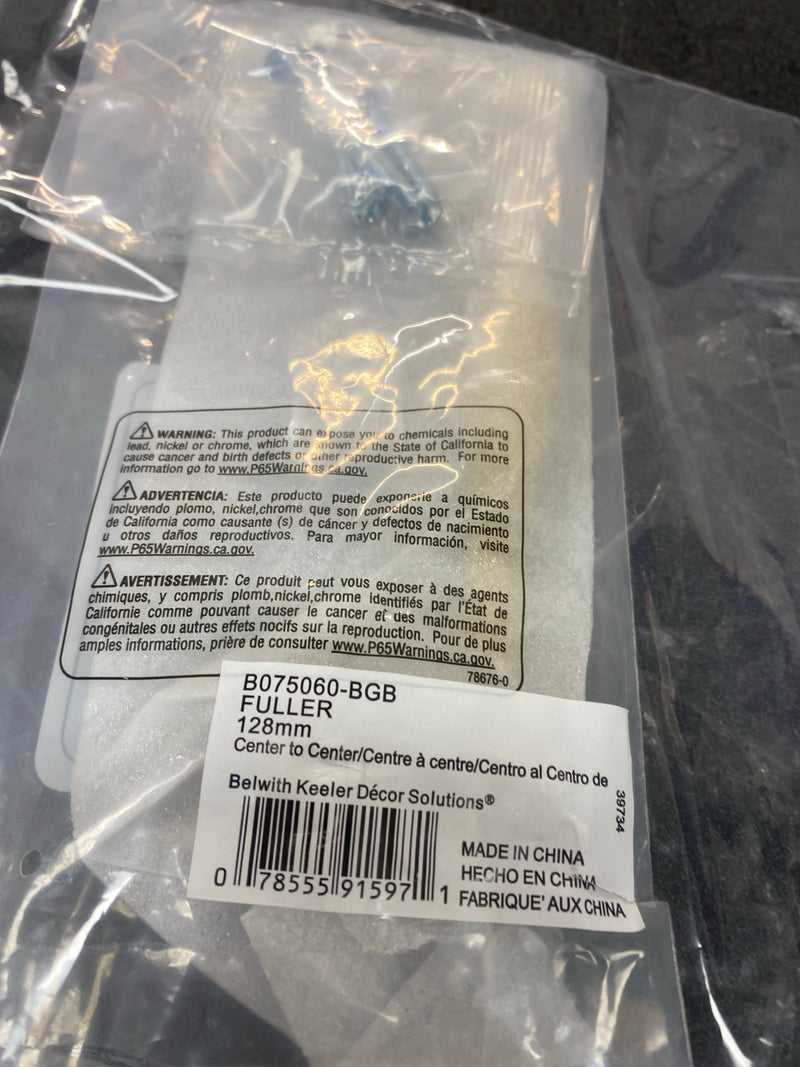 WARNING: This product can expose you to chemicals including
lead, nickel or chrome, which are known to the State of California to
cause cancer and birth defects or other reproductive harm. For more
information go to www.P65Warnings.ca.gov.
ADVERTENCIA: Este producto puede exponerle a químicos
incluyendo plomo, nickel,chrome que son conocidos por el Estado
de California como causante (s) de cáncer y defectos de nacimiento
u otros daños reproductivos. Para mayor información, visite
www.P65Warnings.ca.gov.
AVERTISSEMENT: Ce produit peut vous exposer à des agents
chimiques, y compris plomb,nickel,chrome identifiés par l'État de
Californie comme pouvant causer le cancer et des malformations
congénitales ou autres effets nocifs sur la reproduction. Pour de plus
amples informations, prière de consulter www.P65Warnings.ca.gov.
78676-0
B075060-BGB
FULLER
128mm
Center to Center/Centre à centre/Centro al Centro de
39734
Belwith Keeler Décor Solutions®
0 78555 91597 1
MADE IN CHINA
HECHO EN CHINA
FABRIQUE' AUX CHINA